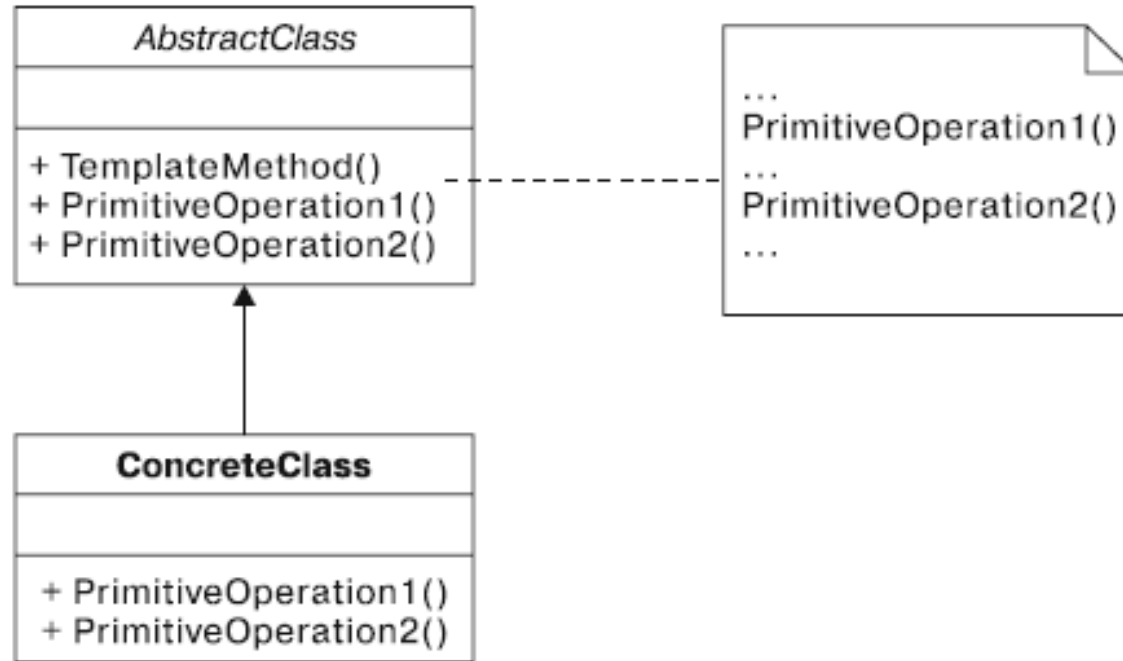 AbstractClass
+ TemplateMethod()
+ PrimitiveOperation1()
+ PrimitiveOperation2()
...
PrimitiveOperation1()
...
PrimitiveOperation2()
...
ConcreteClass
+ PrimitiveOperation1()
+ PrimitiveOperation2()